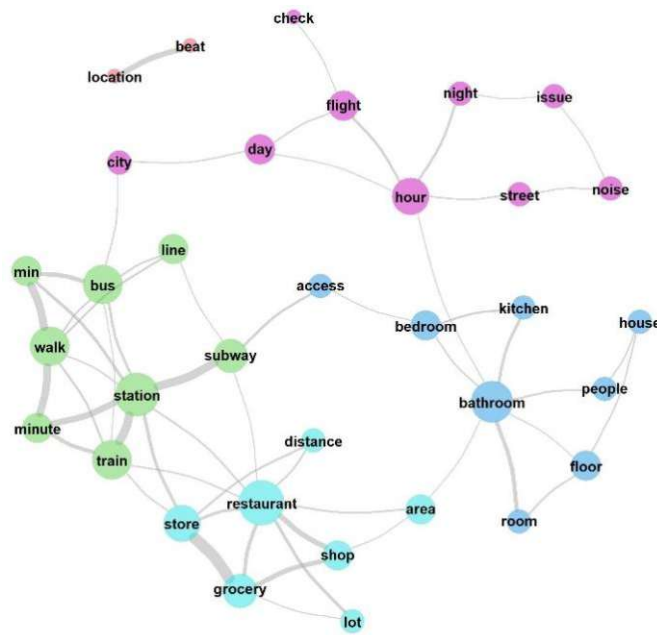 check
beat
location
night
issue
flight
day
city
hour
street
noise
line
min
bus
access
kitchen
bedroom
house
walk
subway
people
station
bathroom
minute
distance
train
floor
restaurant
area
store
room
shop
grocery
lot